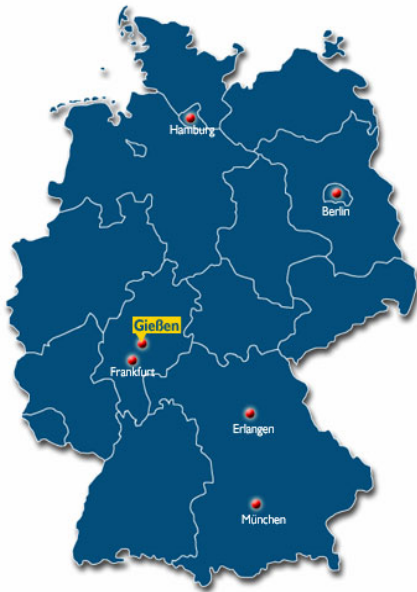 Hamburg
Berlin
Gießen
Frankfurt
Erlangen
München